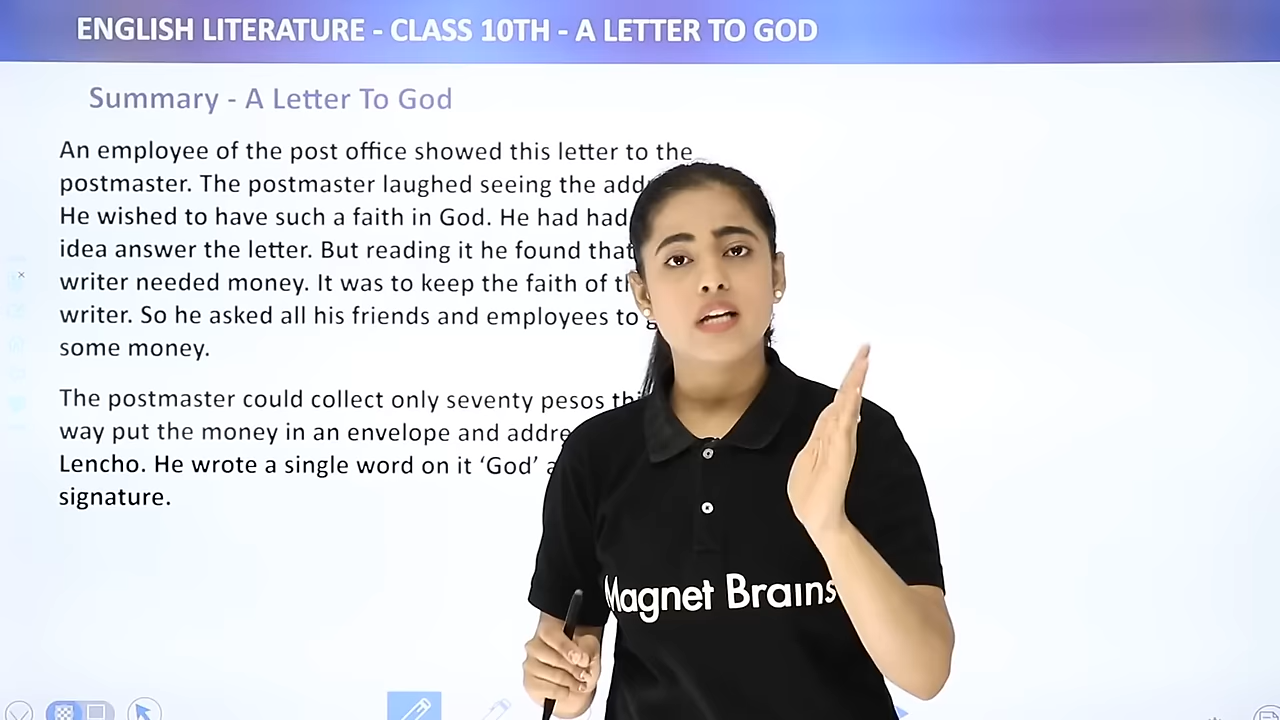 ENGLISH LITERATURE - CLASS 10TH - A LETTER TO GOD
Summary - A Letter To God
An employee of the post office showed this letter to the
postmaster. The postmaster laughed seeing the
He wished to have such a faith in God. He had had
idea answer the letter. But reading it he found that
writer needed money. It was to keep the faith of
writer. So he asked all his friends and employees to
some money.
The postmaster could collect only seventy pesos
way put the money in an envelope and
Lencho. He wrote a single word on it ‘God’
signature.
Magnet Brains